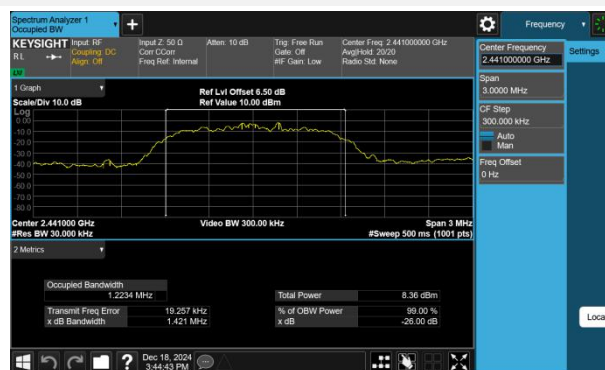 Spectrum Analyzer 1
Occupied BW
Frequency
KEYSIGHT
RL
Input: RF
Coupling: DC
Align: Off
Input Z: 50 Ω
Corr CCorr
Freq Ref: Internal
Atten: 10 dB
Trig: Free Run
Gate: Off
#IF Gain: Low
Center Freq: 2.441000000 GHz
Avg|Hold: 20/20
Radio Std: None
Center Frequency
2.441000000 GHz
Settings
Span
3.0000 MHz
CF Step
300.000 kHz
Auto
Man
Freq Offset
0 Hz
1 Graph
Scale/Div 10.0 dB
Ref Lvl Offset 6.50 dB
Ref Value 10.00 dBm
Log
0.00
-10.0
-20.0
-30.0
-40.0
-50.0
-60.0
-70.0
-80.0
Center 2.441000 GHz
#Res BW 30.000 kHz
Video BW 300.00 kHz
Span 3 MHz
#Sweep 500 ms (1001 pts)
2 Metrics
Occupied Bandwidth
1.2234 MHz
Total Power 8.36 dBm
Transmit Freq Error 19.257 kHz
x dB Bandwidth 1.421 MHz
% of OBW Power 99.00 %
x dB -26.00 dB
Loca
?
Dec 18, 2024
3:44:43 PM